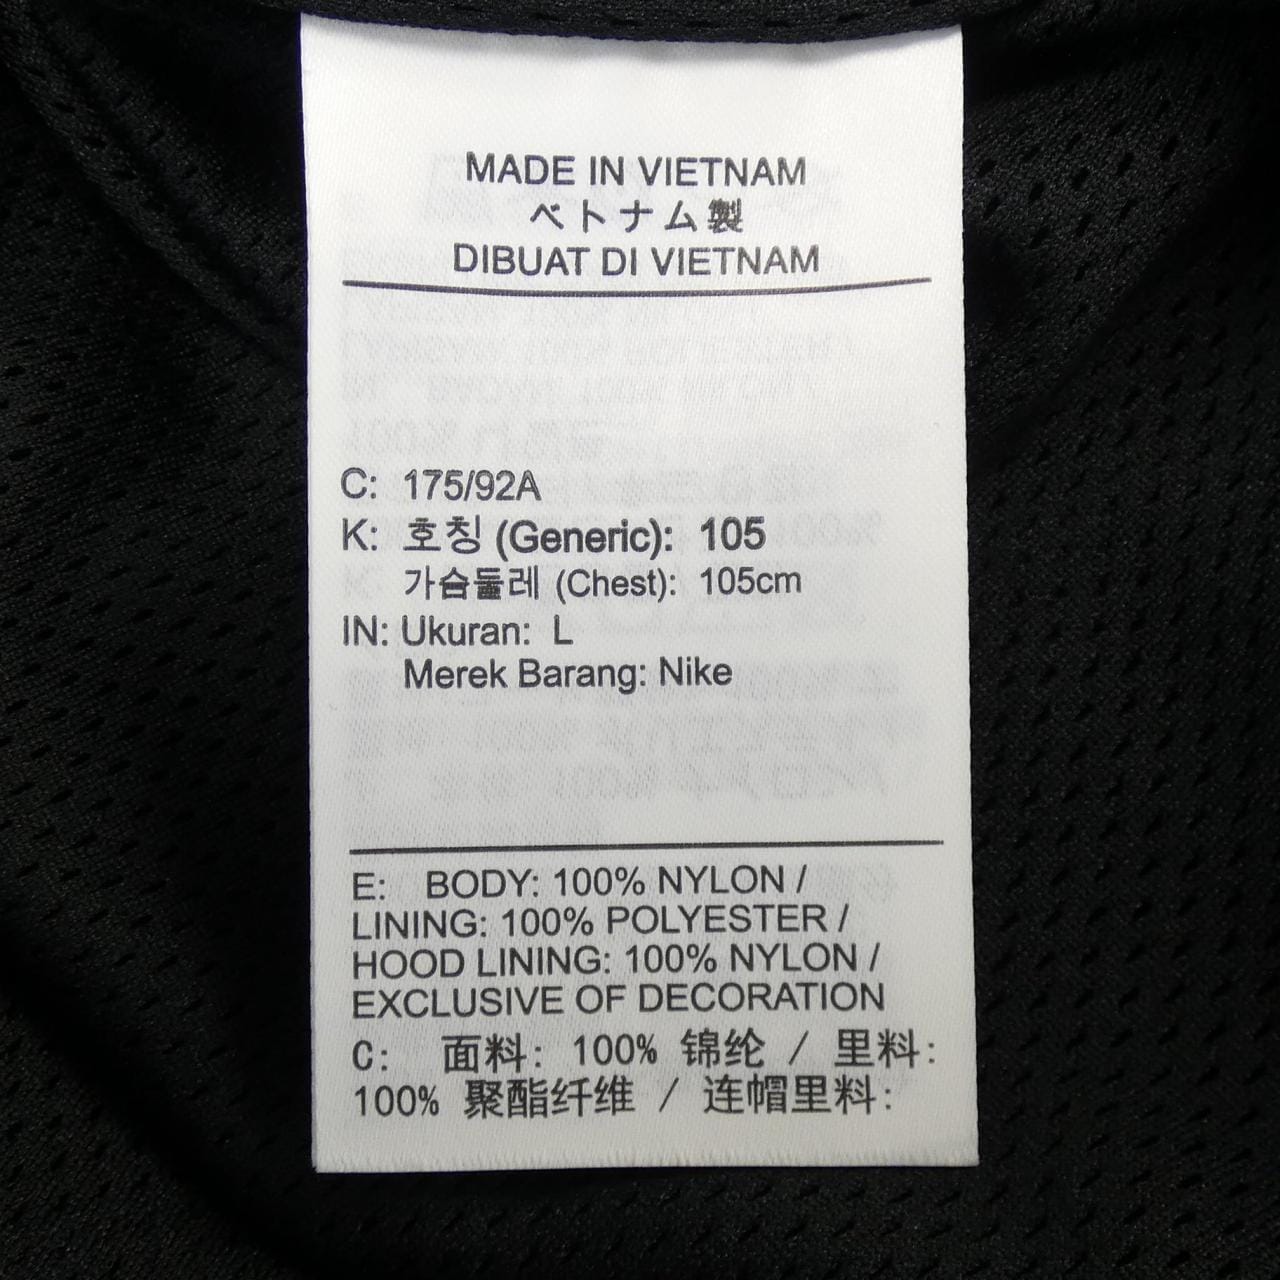 MADE IN VIETNAM
ベトナム製
DIBUAT DI VIETNAM
C: 175/92A
K: 호칭 (Generic): 105
가슴둘레 (Chest): 105cm
IN: Ukuran: L
Merek Barang: Nike
E: BODY: 100% NYLON /
LINING: 100% POLYESTER /
HOOD LINING: 100% NYLON /
EXCLUSIVE OF DECORATION
C: 面料: 100% 锦纶 / 里料:
100% 聚酯纤维 / 连帽里料: